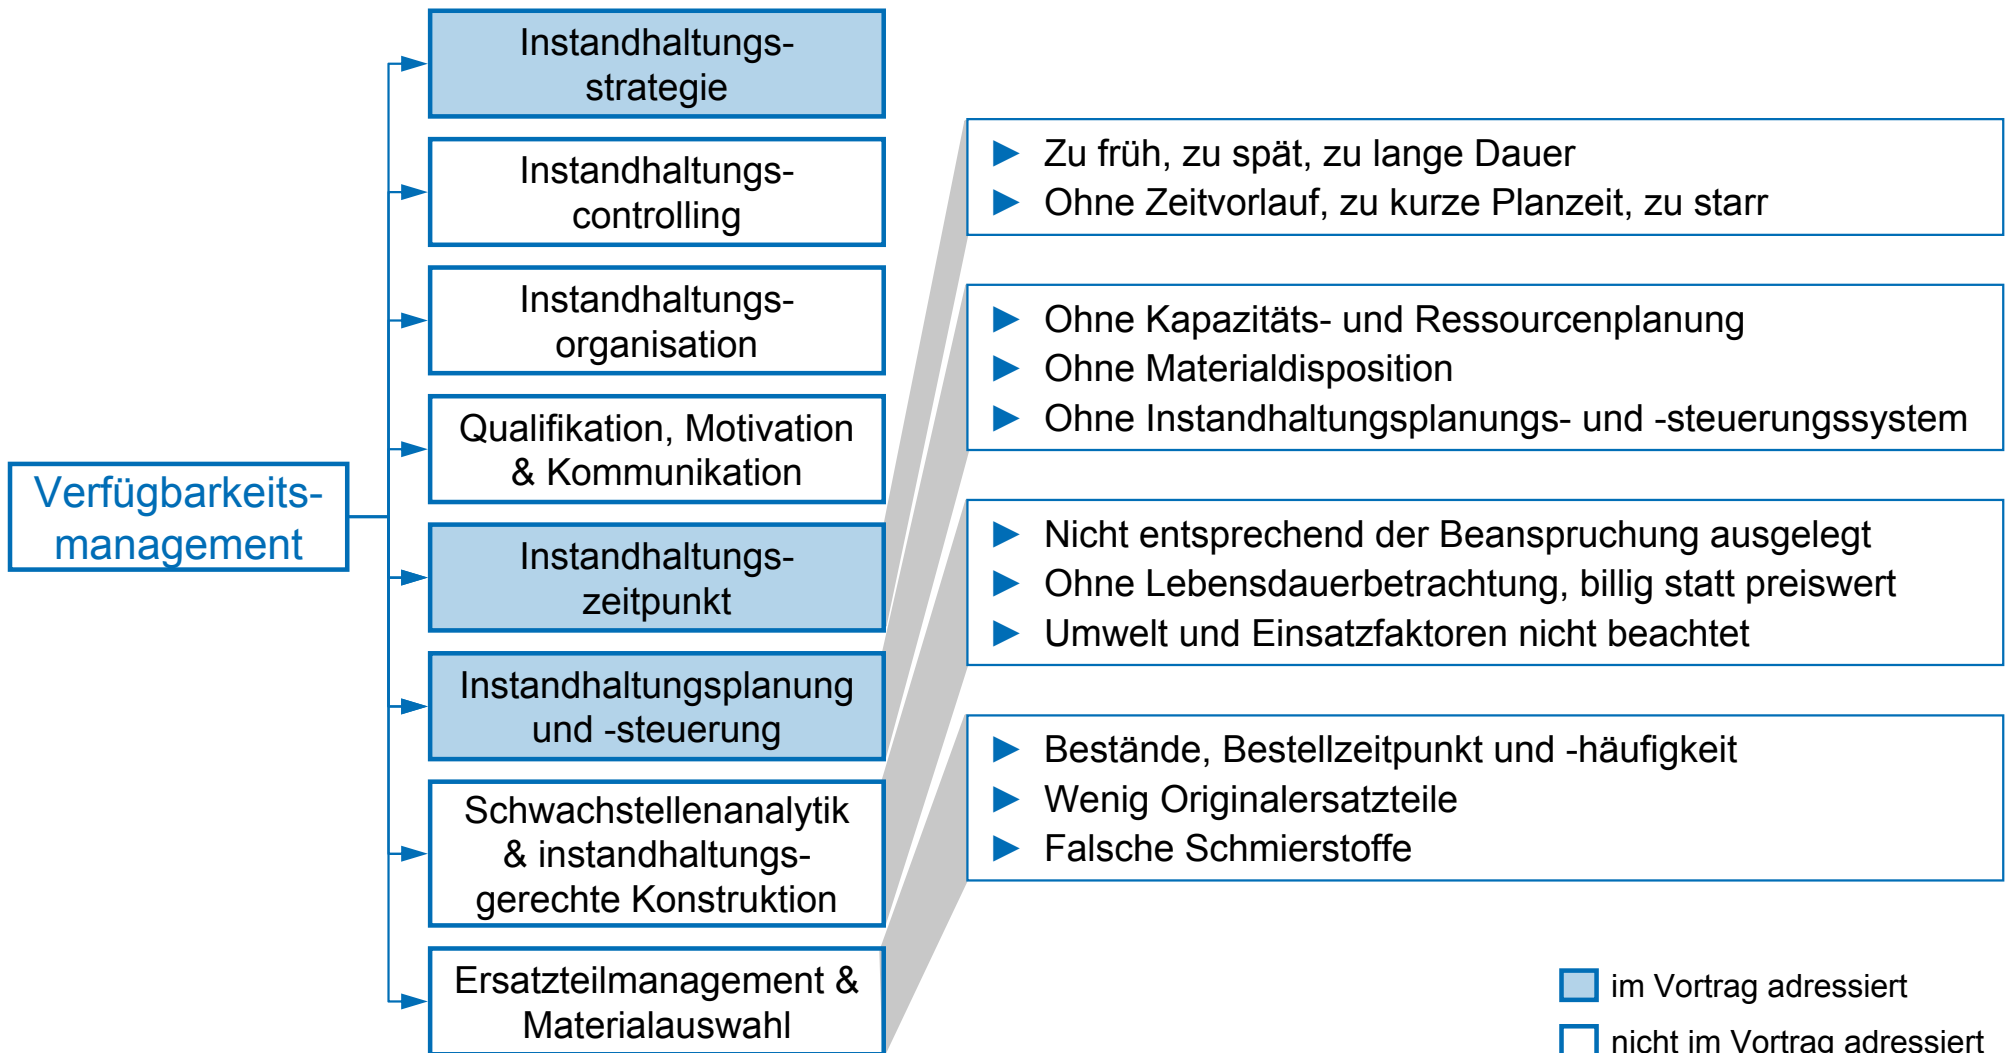 Verfügbarkeits-
management
Instandhaltungs-
strategie
Instandhaltungs-
controlling
Instandhaltungs-
organisation
Qualifikation, Motivation
& Kommunikation
Instandhaltungs-
zeitpunkt
Instandhaltungsplanung
und -steuerung
Schwachstellenanalytik
& instandhaltungs-
gerechte Konstruktion
Ersatzteilmanagement &
Materialauswahl
Zu früh, zu spät, zu lange Dauer
Ohne Zeitvorlauf, zu kurze Planzeit, zu starr
Ohne Kapazitäts- und Ressourcenplanung
Ohne Materialdisposition
Ohne Instandhaltungsplanungs- und -steuerungssystem
Nicht entsprechend der Beanspruchung ausgelegt
Ohne Lebensdauerbetrachtung, billig statt preiswert
Umwelt und Einsatzfaktoren nicht beachtet
Bestände, Bestellzeitpunkt und -häufigkeit
Wenig Originalersatzteile
Falsche Schmierstoffe
im Vortrag adressiert
nicht im Vortrag adressiert